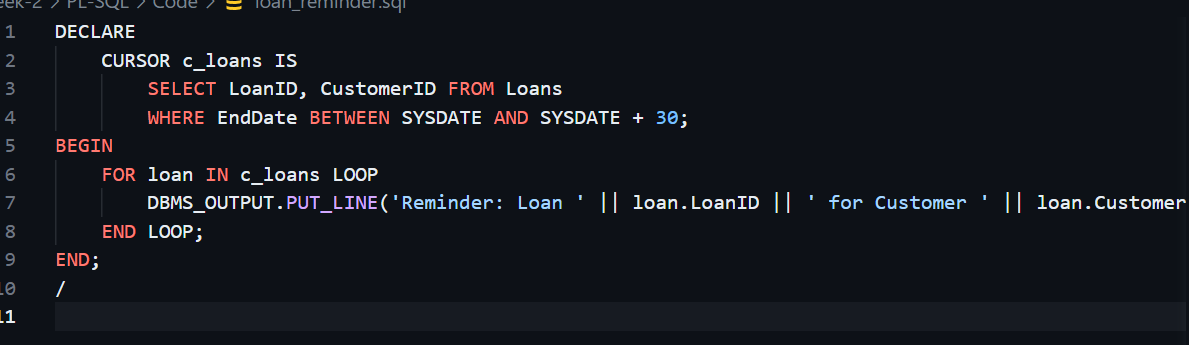 PL-SQL > Code > loan_reminder.sql
1 DECLARE
2 CURSOR c_loans IS
3 SELECT LoanID, CustomerID FROM Loans
4 WHERE EndDate BETWEEN SYSDATE AND SYSDATE + 30;
5 BEGIN
6 FOR loan IN c_loans LOOP
7 DBMS_OUTPUT.PUT_LINE('Reminder: Loan ' || loan.LoanID || ' for Customer ' || loan.Customer
8 END LOOP;
9 END;
10 /
11